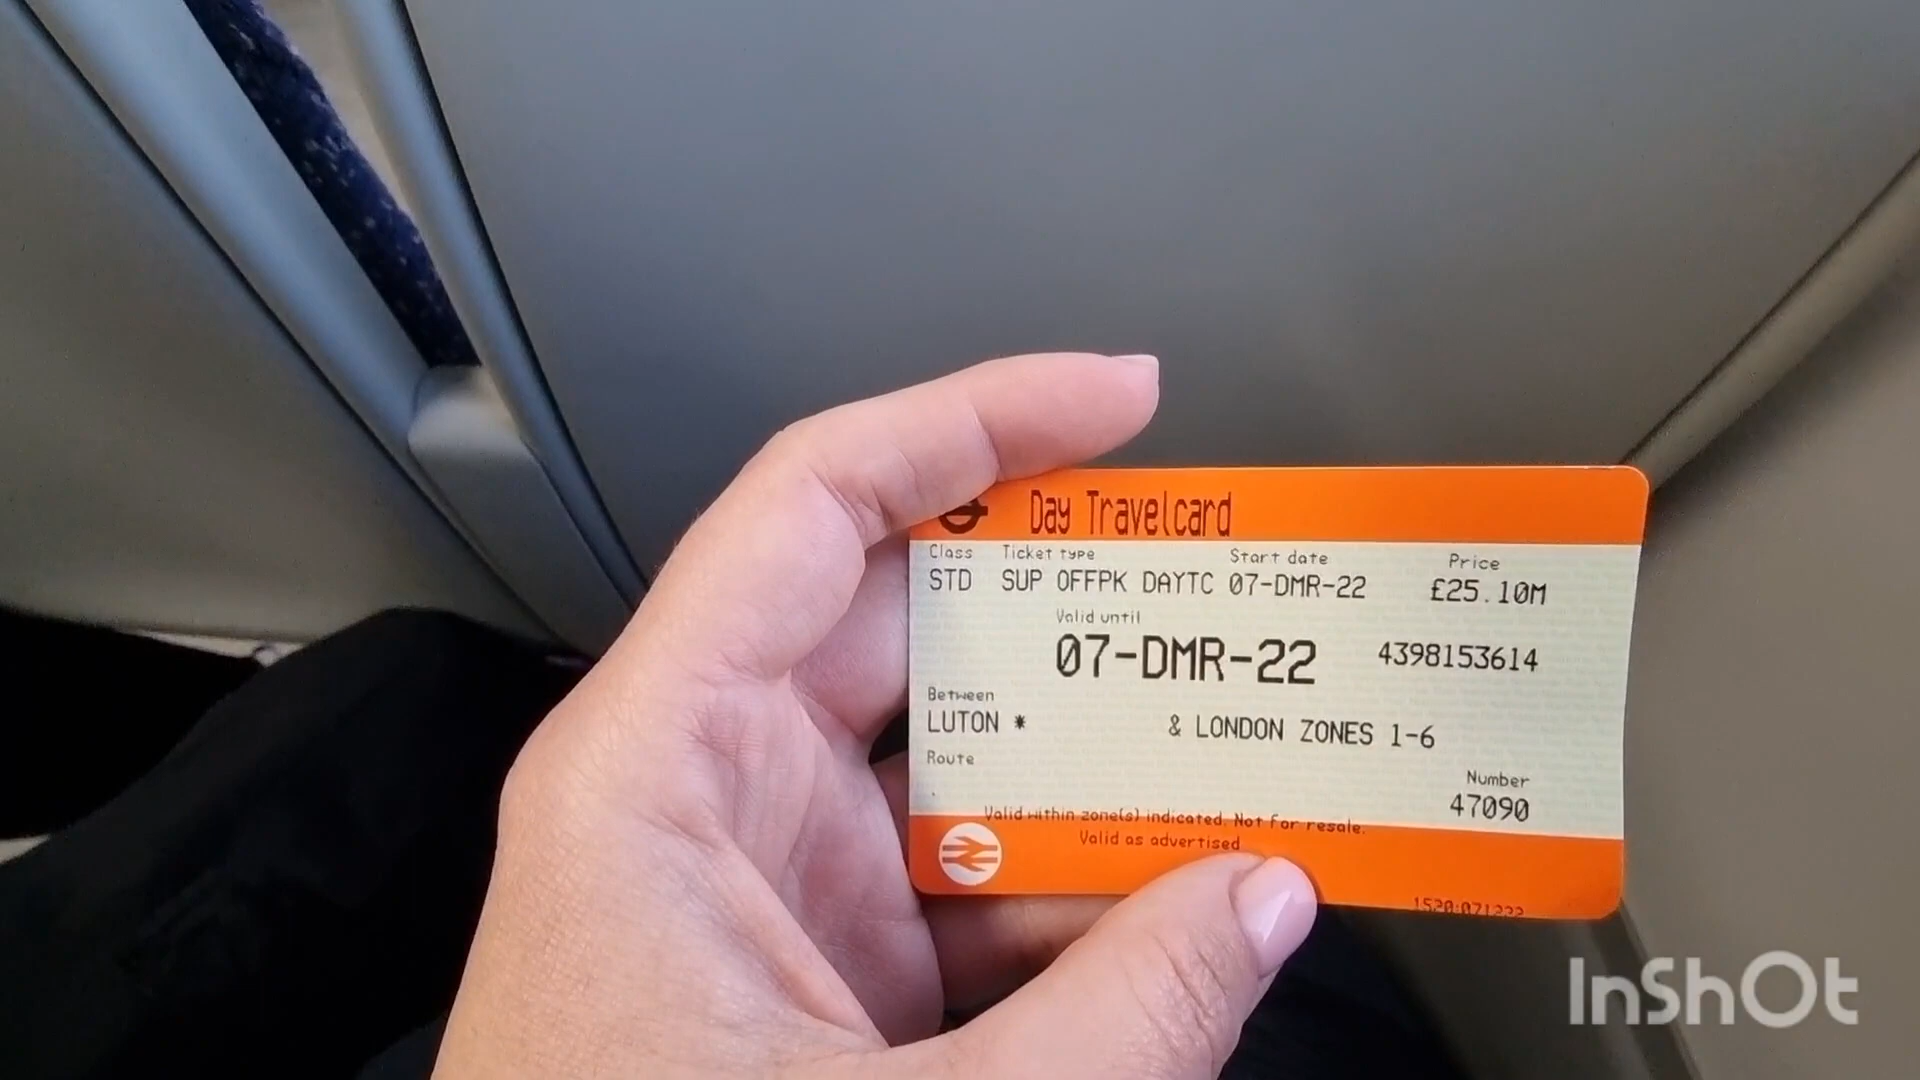 Day Travelcard
Class Ticket type Start date Price
STD SUP OFFPK DAYTC 07-DMR-22 £25.10M
Valid until
07-DMR-22 4398153614
Between
LUTON * & LONDON ZONES 1-6
Route
Number
47090
Valid within zone(s) indicated. Not for resale.
Valid as advertised
InShOt